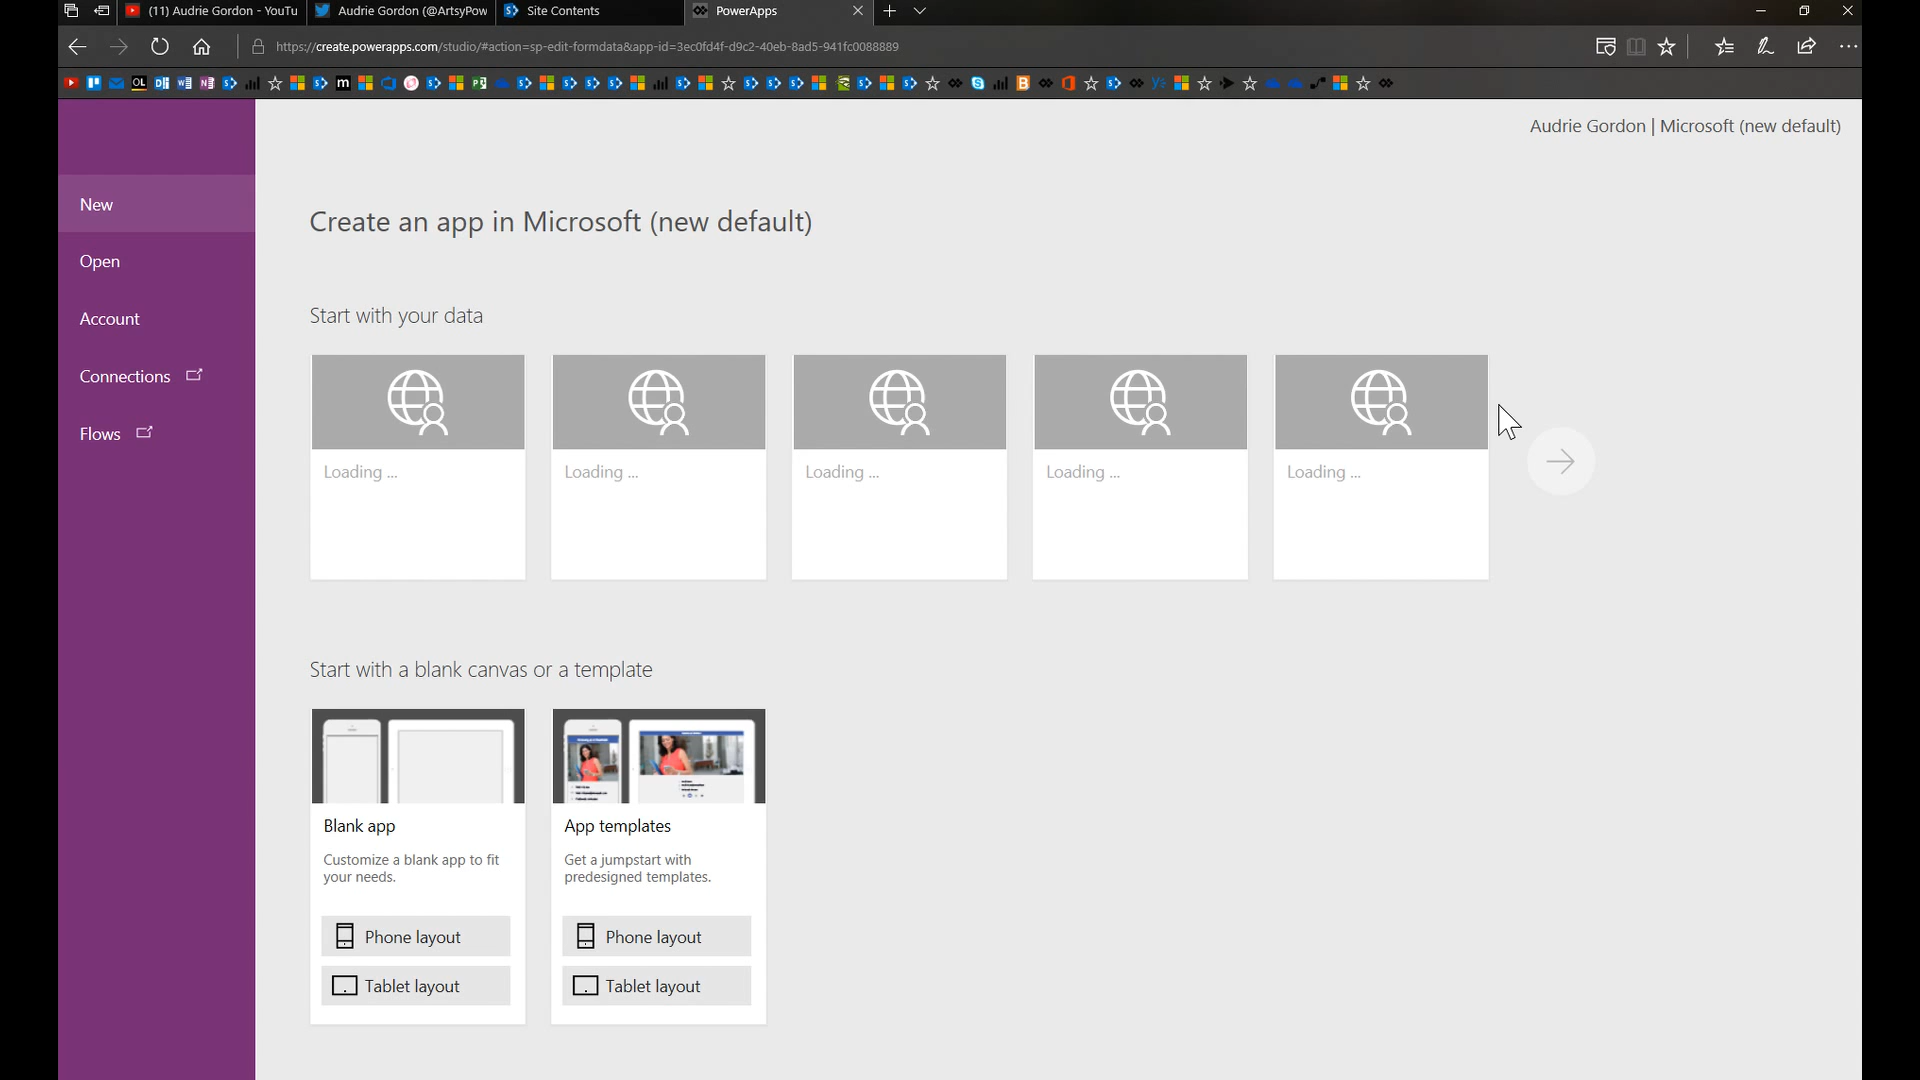 (11) Audrie Gordon - YouTu
Audrie Gordon (@ArtsyPow
Site Contents
PowerApps
https://create.powerapps.com/studio/#action=sp-edit-formdata&app-id=3ec0fd4f-d9c2-40eb-8ad5-941fc0088889
Audrie Gordon | Microsoft (new default)
New
Open
Account
Connections
Flows
Create an app in Microsoft (new default)
Start with your data
Loading ...
Loading ...
Loading ...
Loading ...
Loading ...
Start with a blank canvas or a template
Blank app
Customize a blank app to fit
your needs.
Phone layout
Tablet layout
App templates
Get a jumpstart with
predesigned templates.
Phone layout
Tablet layout